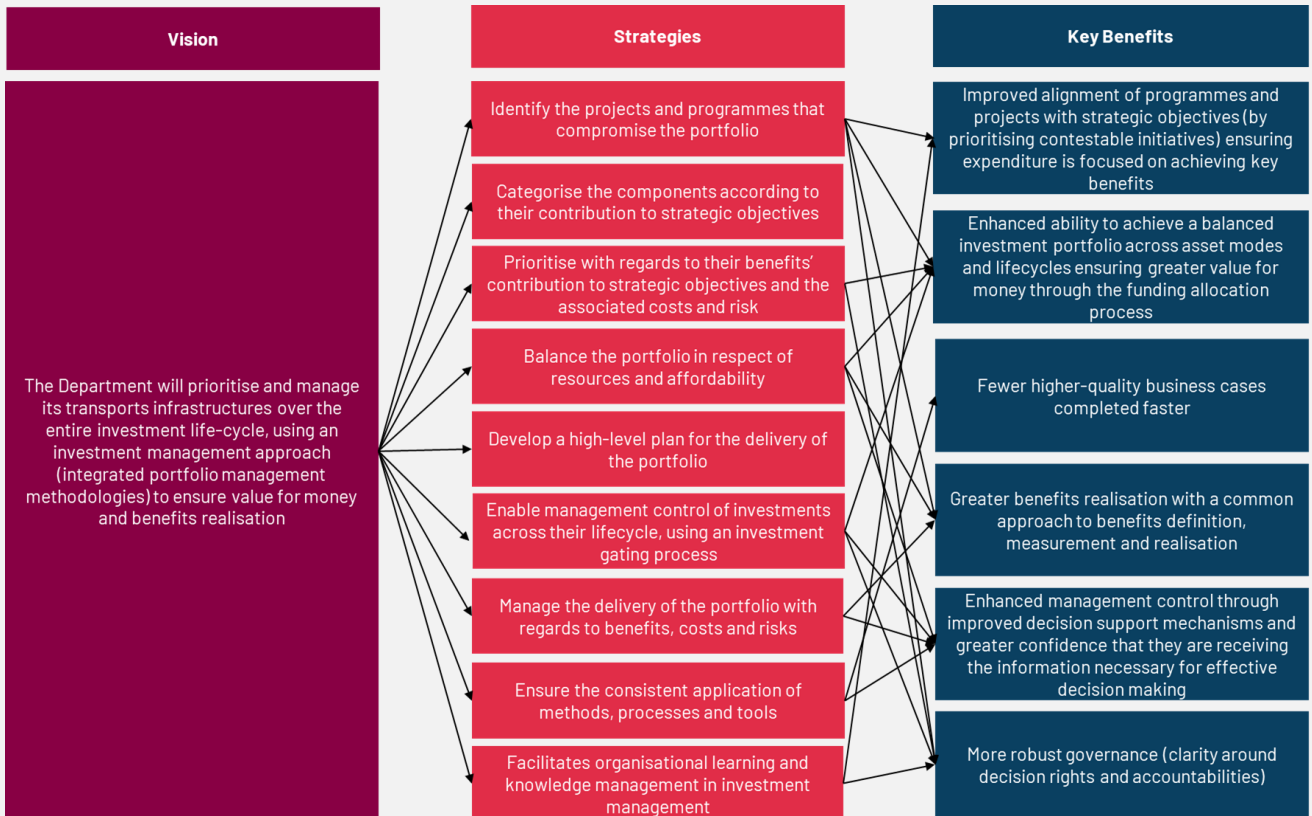 Vision
The Department will prioritise and manage
its transports infrastructures over the
entire investment life-cycle, using an
investment management approach
(integrated portfolio management
methodologies) to ensure value for money
and benefits realisation
Strategies
Identify the projects and programmes that
compromise the portfolio
Categorise the components according to
their contribution to strategic objectives
Prioritise with regards to their benefits'
contribution to strategic objectives and the
associated costs and risk
Balance the portfolio in respect of
resources and affordability
Develop a high-level plan for the delivery of
the portfolio
Enable management control of investments
across their lifecycle, using an investment
gating process
Manage the delivery of the portfolio with
regards to benefits, costs and risks
Ensure the consistent application of
methods, processes and tools
Facilitates organisational learning and
knowledge management in investment
management
Key Benefits
Improved alignment of programmes and
projects with strategic objectives (by
prioritising contestable initiatives) ensuring
expenditure is focused on achieving key
benefits
Enhanced ability to achieve a balanced
investment portfolio across asset modes
and lifecycles ensuring greater value for
money through the funding allocation
process
Fewer higher-quality business cases
completed faster
Greater benefits realisation with a common
approach to benefits definition,
measurement and realisation
Enhanced management control through
improved decision support mechanisms and
greater confidence that they are receiving
the information necessary for effective
decision making
More robust governance (clarity around
decision rights and accountabilities)